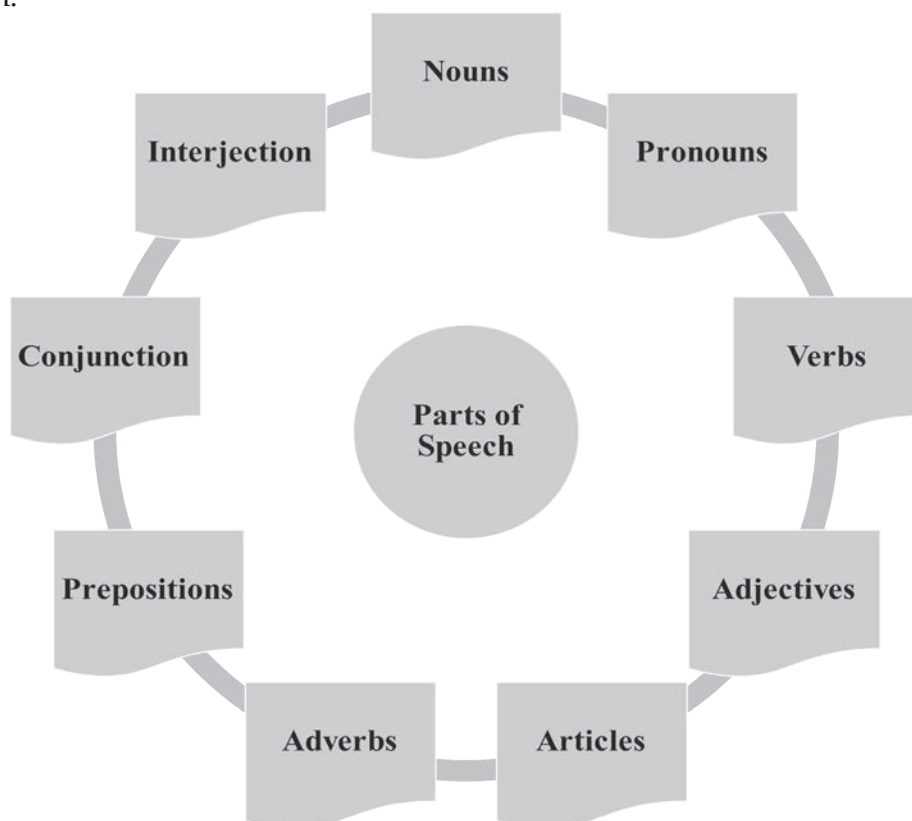 Nouns
Pronouns
Verbs
Adjectives
Articles
Adverbs
Prepositions
Conjunction
Interjection
Parts of
Speech